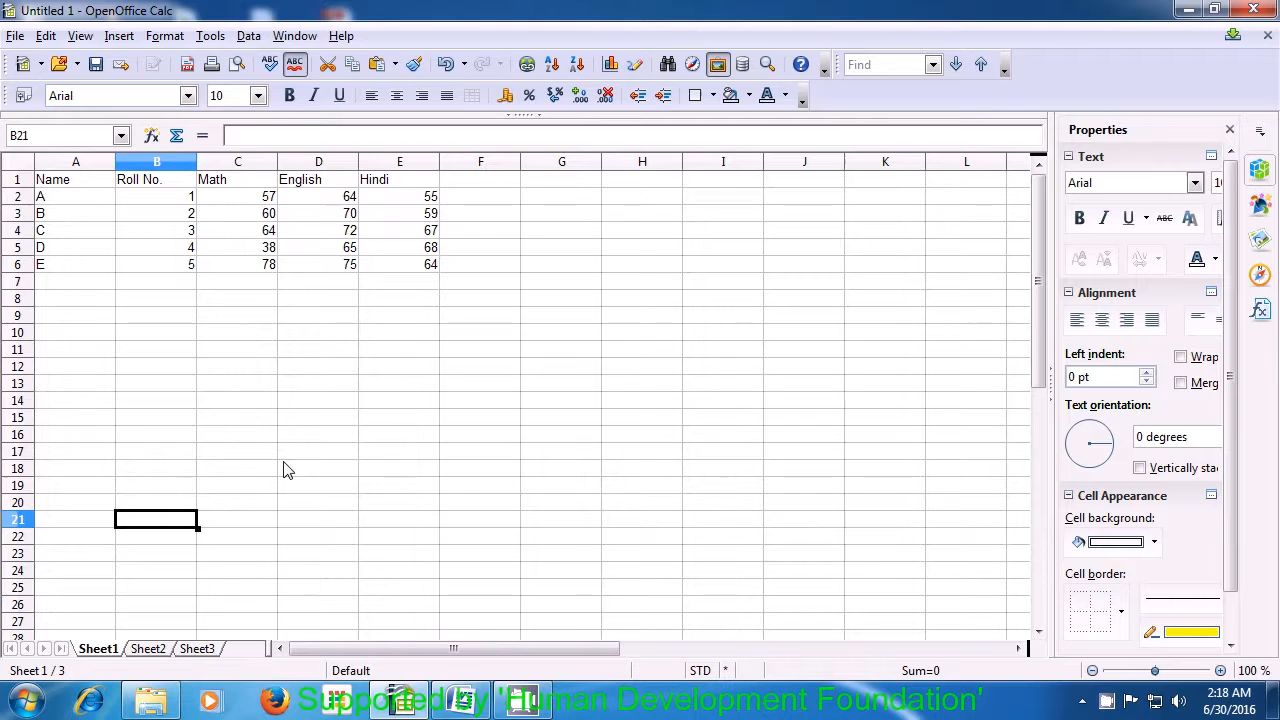 Untitled 1 - OpenOffice Calc
File Edit View Insert Format Tools Data Window Help
Find
Arial 10
B21
Properties
Text
Arial
Alignment
Left indent: Wrap
0 pt Merg
Text orientation:
0 degrees
Vertically sta
Cell Appearance
Cell background:
Cell border:
A B C D E F G H I J K L
1 Name Roll No. Math English Hindi
2 A 1 57 64 55
3 B 2 60 70 59
4 C 3 64 72 67
5 D 4 38 65 68
6 E 5 78 75 64
7
8
9
10
11
12
13
14
15
16
17
18
19
20
21
22
23
24
25
26
27
28
Sheet1 Sheet2 Sheet3
Sheet 1 / 3 Default STD * Sum=0 100 %
Supported by 'Human Development Foundation'
2:18 AM
6/30/2016